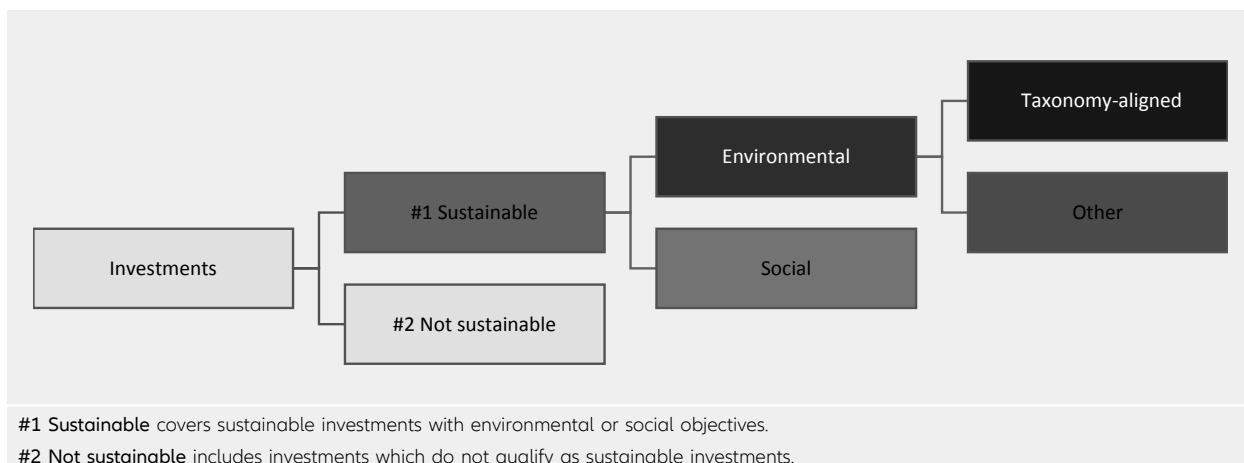 Taxonomy-aligned
Environmental
#1 Sustainable
Other
Investments
Social
#2 Not sustainable
#1 Sustainable covers sustainable investments with environmental or social objectives.
#2 Not sustainable includes investments which do not qualify as sustainable investments.